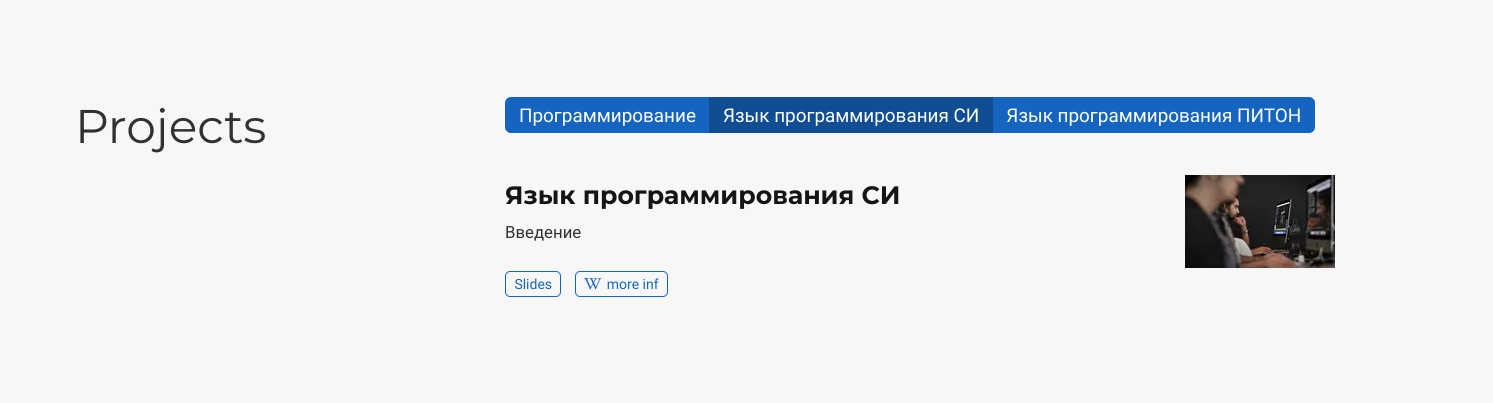 Projects
Программирование
Язык программирования СИ
Язык программирования ПИТОН
Язык программирования СИ
Введение
Slides
W more inf